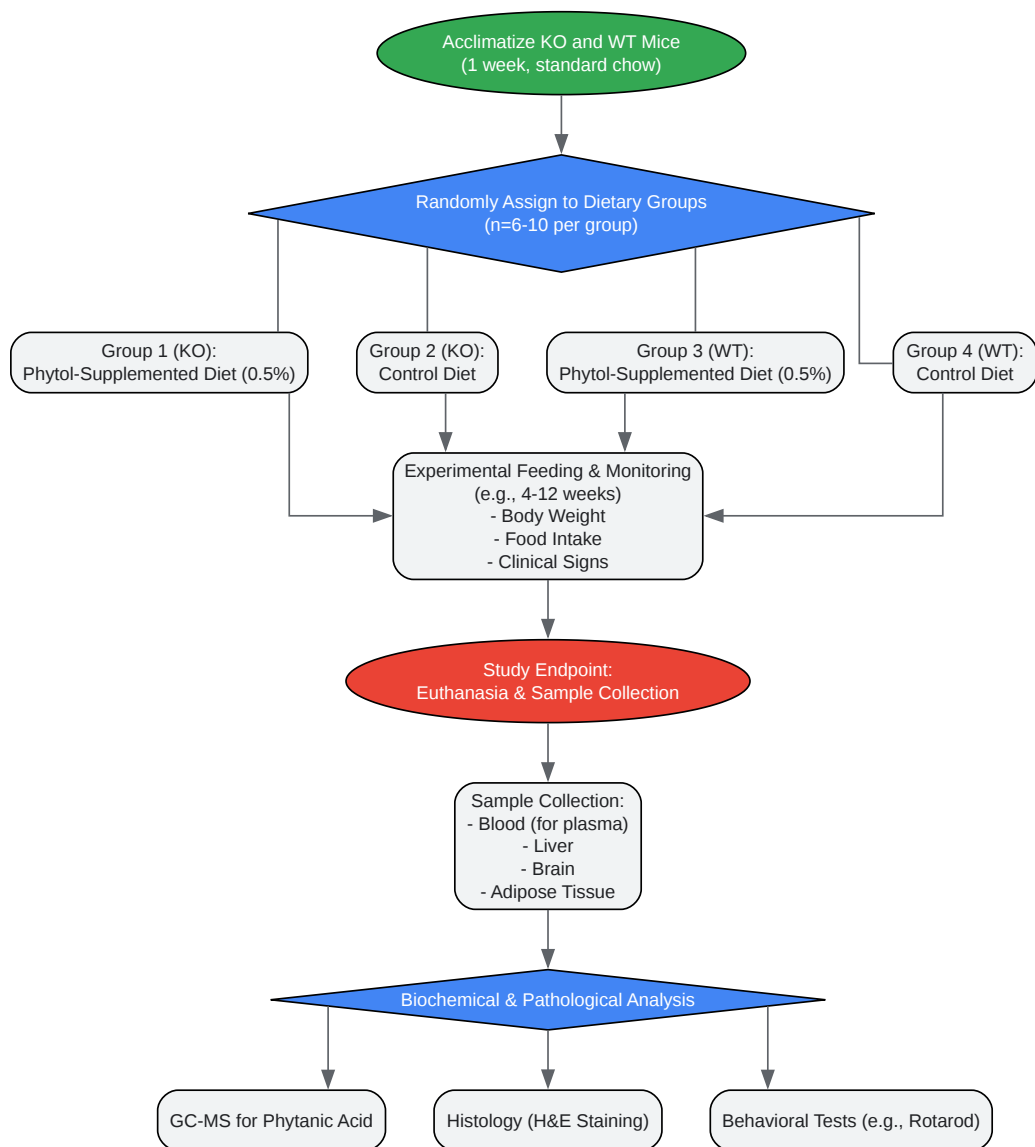 Acclimatize KO and WT Mice
(1 week, standard chow)
Randomly Assign to Dietary Groups
(n=6-10 per group)
Group 1 (KO):
Phytol-Supplemented Diet (0.5%)
Group 2 (KO):
Control Diet
Group 3 (WT):
Phytol-Supplemented Diet (0.5%)
Group 4 (WT):
Control Diet
Experimental Feeding & Monitoring
(e.g., 4-12 weeks)
- Body Weight
- Food Intake
- Clinical Signs
Study Endpoint:
Euthanasia & Sample Collection
Sample Collection:
- Blood (for plasma)
- Liver
- Brain
- Adipose Tissue
Biochemical & Pathological Analysis
GC-MS for Phytanic Acid
Histology (H&E Staining)
Behavioral Tests (e.g., Rotarod)